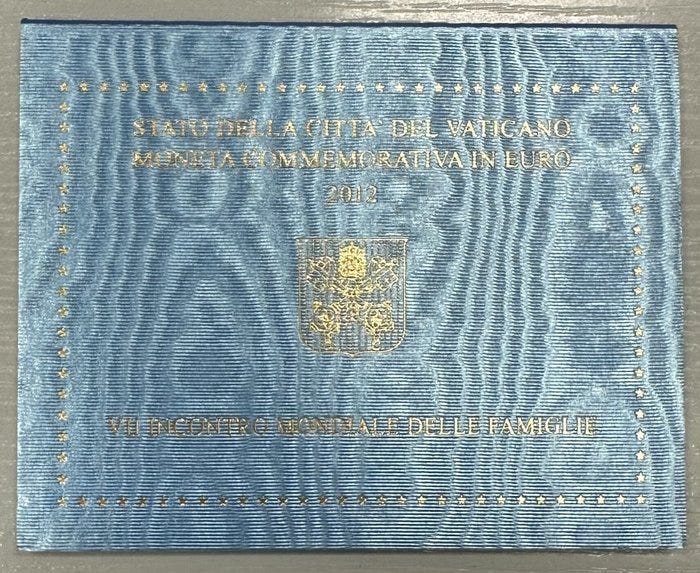 STATO DELLA CITTA' DEL VATICANO
MONETA COMMEMORATIVA IN EURO
2012
VII INCONTRO MONDIALE DELLE FAMIGLIE